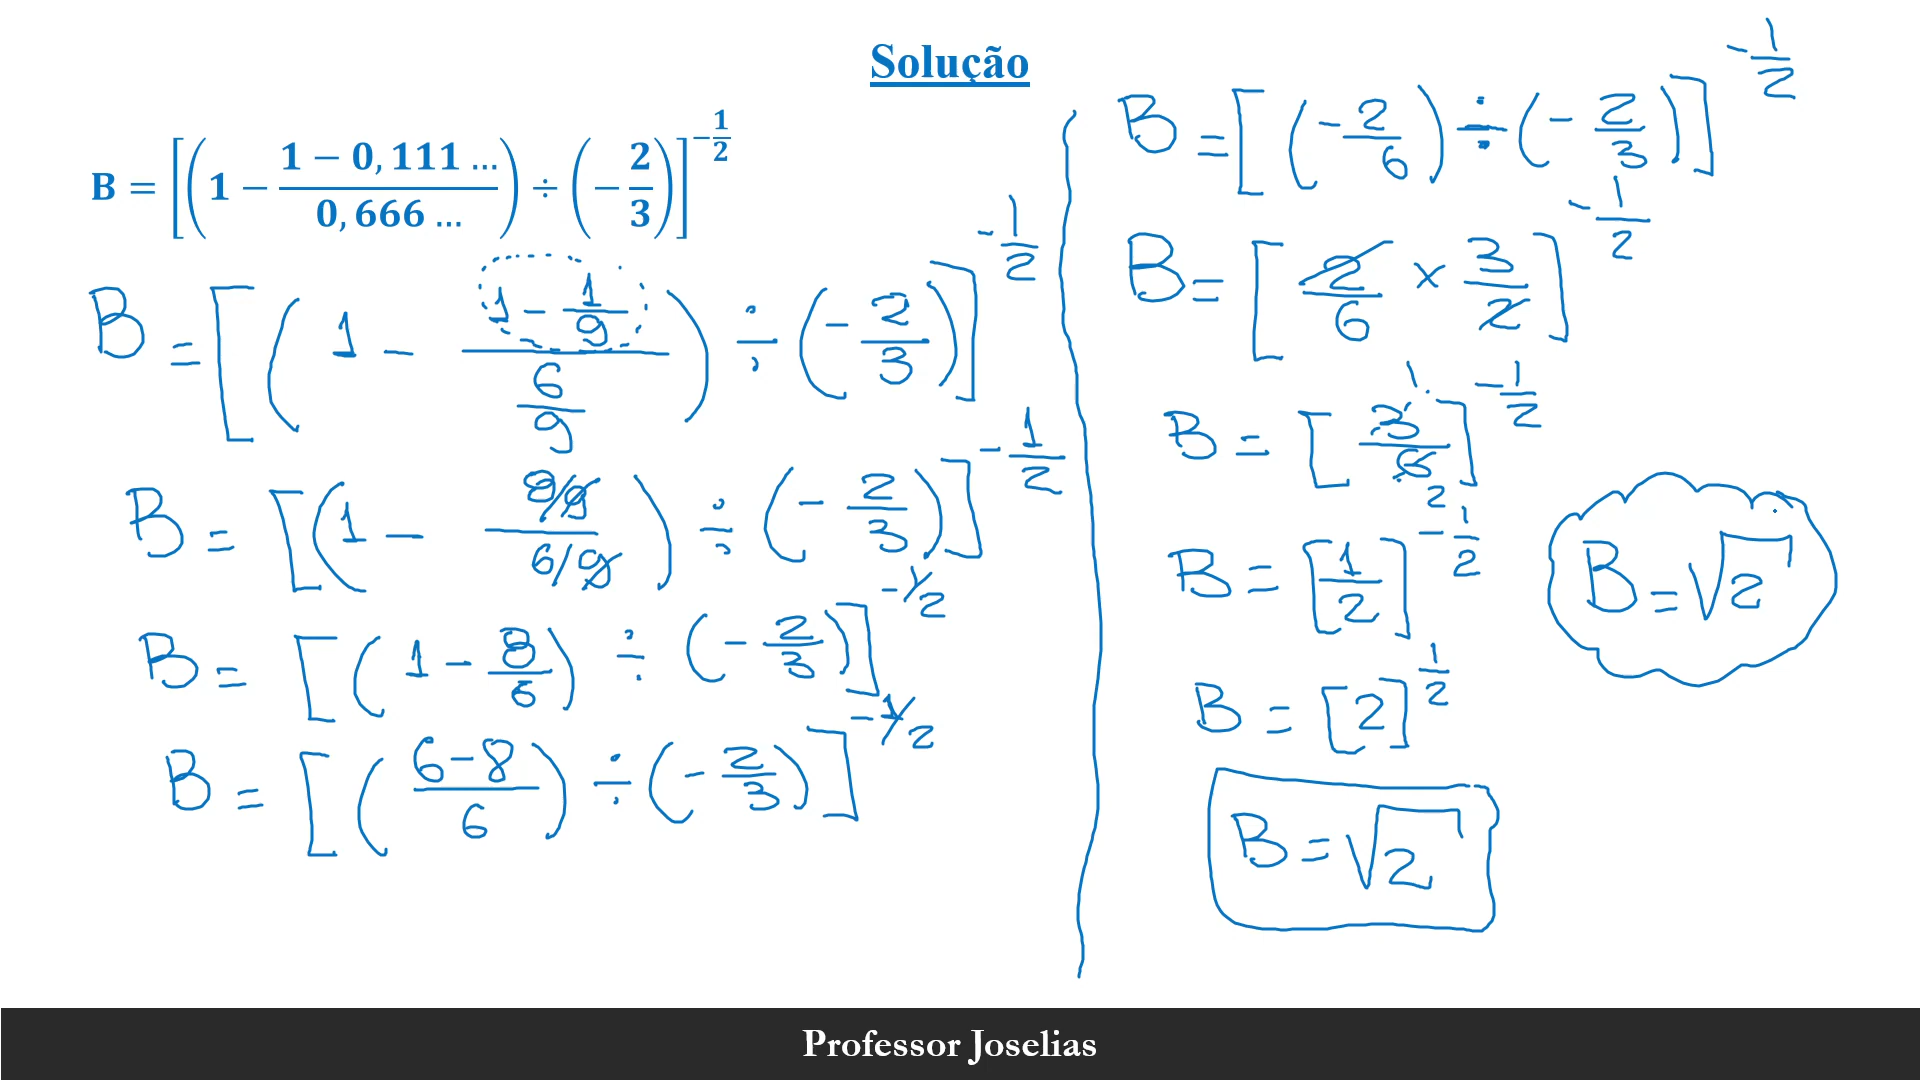 Solução
B = [(1 − (1 − 0,111 ...)/(0,666 ...)) ÷ (−2/3)]^(−1/2)
B = [(1 − (1 − 1/9)/(6/9)) ÷ (−2/3)]^(−1/2)
B = [(1 − (8/9)/(6/9)) ÷ (−2/3)]^(−1/2)
B = [(1 − 8/6) ÷ (−2/3)]^(−1/2)
B = [((6−8)/6) ÷ (−2/3)]^(−1/2)
B = [(−2/6) ÷ (−2/3)]^(−1/2)
B = [2/6 × 3/2]^(−1/2)
B = [3/6]^(−1/2) 1 2
B = [1/2]^(−1/2)
B = [2]^(1/2)
B = √2
B = √2
Professor Joselias